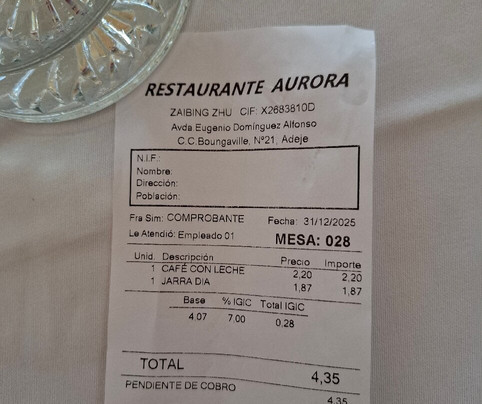 RESTAURANTE AURORA
ZAIBING ZHU CIF: X2683810D
Avda.Eugenio Domínguez Alfonso
C.C.Boungaville, Nº21, Adeje
N.I.F.:
Nombre:
Dirección:
Población:
Fra Sim: COMPROBANTE Fecha: 31/12/2025
Le Atendió: Empleado 01 MESA: 028
Unid. Descripción Precio Importe
1 CAFÉ CON LECHE 2,20 2,20
1 JARRA DIA 1,87 1,87
Base % IGIC Total IGIC
4.07 7.00 0.28
TOTAL 4,35
PENDIENTE DE COBRO 4,35